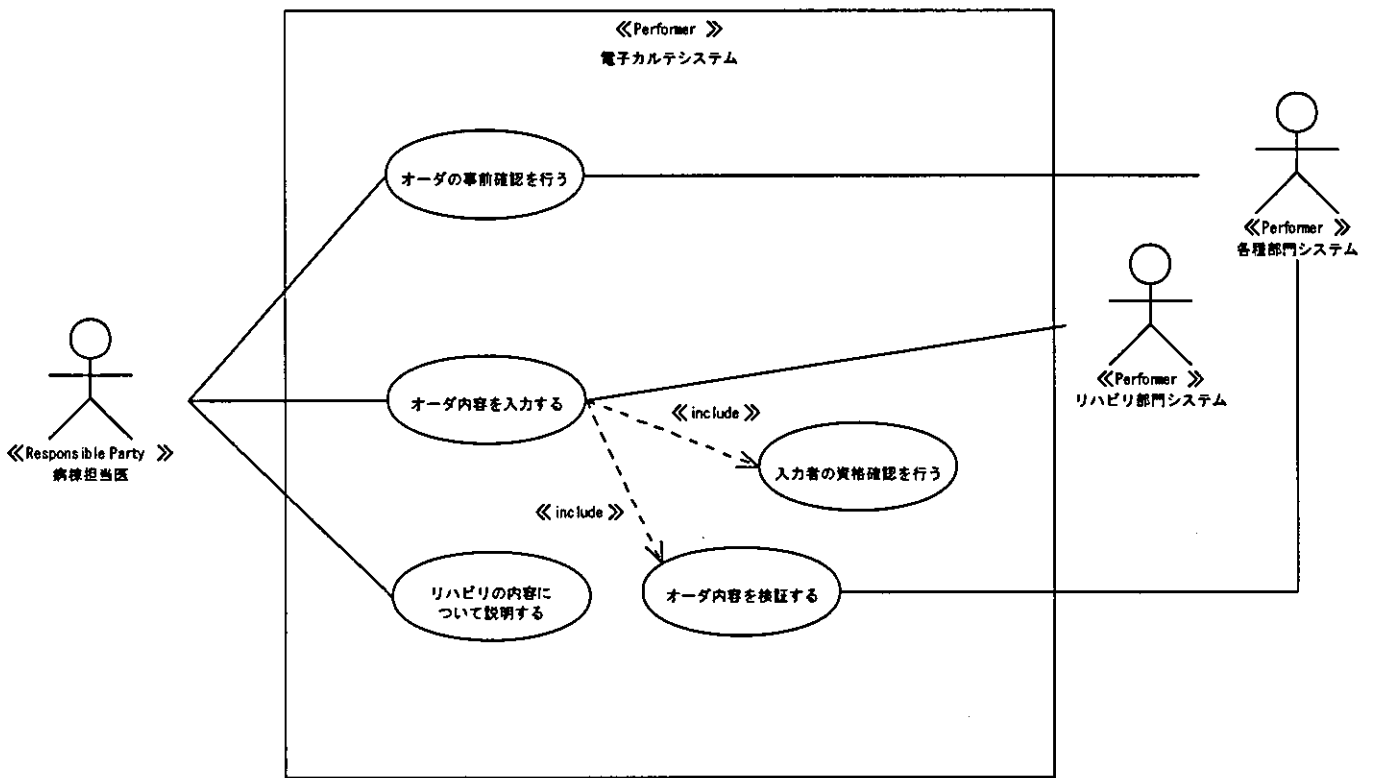 ≪Performer ≫
電子カルテシステム
オーダの事前確認を行う
≪Performer ≫
各種部門システム
≪Performer ≫
リハビリ部門システム
オーダ内容を入力する
≪include ≫
≪Responsible Party ≫
病棟担当医
入力者の資格確認を行う
≪include ≫
リハビリの内容に
ついて説明する
オーダ内容を検証する